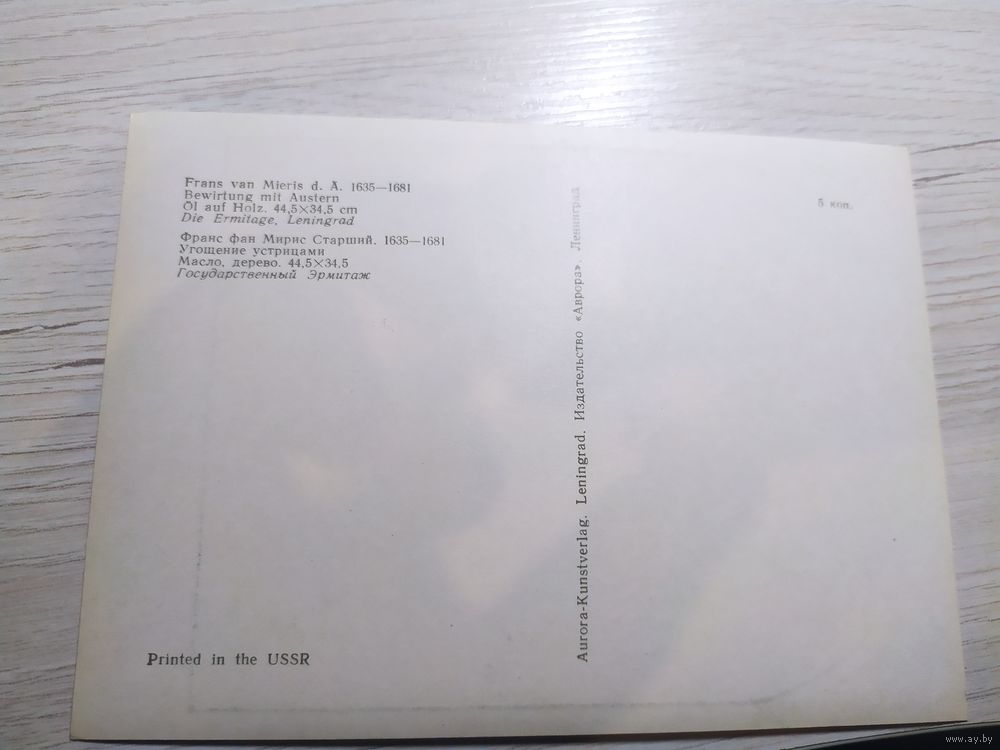 Frans van Mieris d. Ä. 1635—1681
Bewirtung mit Austern
Öl auf Holz. 44,5×34,5 cm
Die Ermitage, Leningrad
Франс фан Мирис Старший. 1635—1681
Угощение устрицами
Масло, дерево. 44,5×34,5
Государственный Эрмитаж
Printed in the USSR
Aurora-Kunstverlag. Leningrad. Издательство «Аврора». Ленинград
5 коп.
www.ay.by